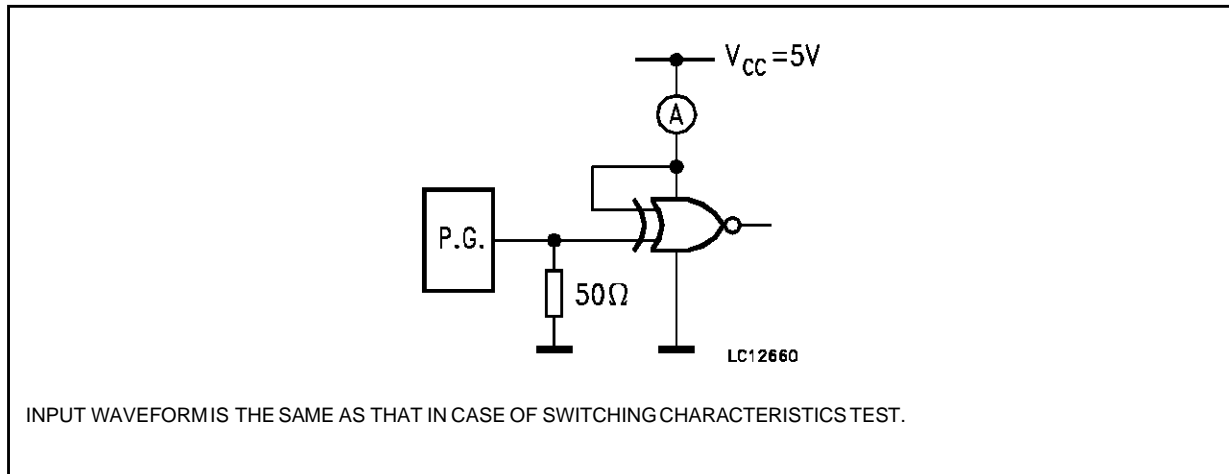 V_CC=5V
A
P.G.
50Ω
LC12660
INPUT WAVEFORM IS THE SAME AS THAT IN CASE OF SWITCHING CHARACTERISTICS TEST.